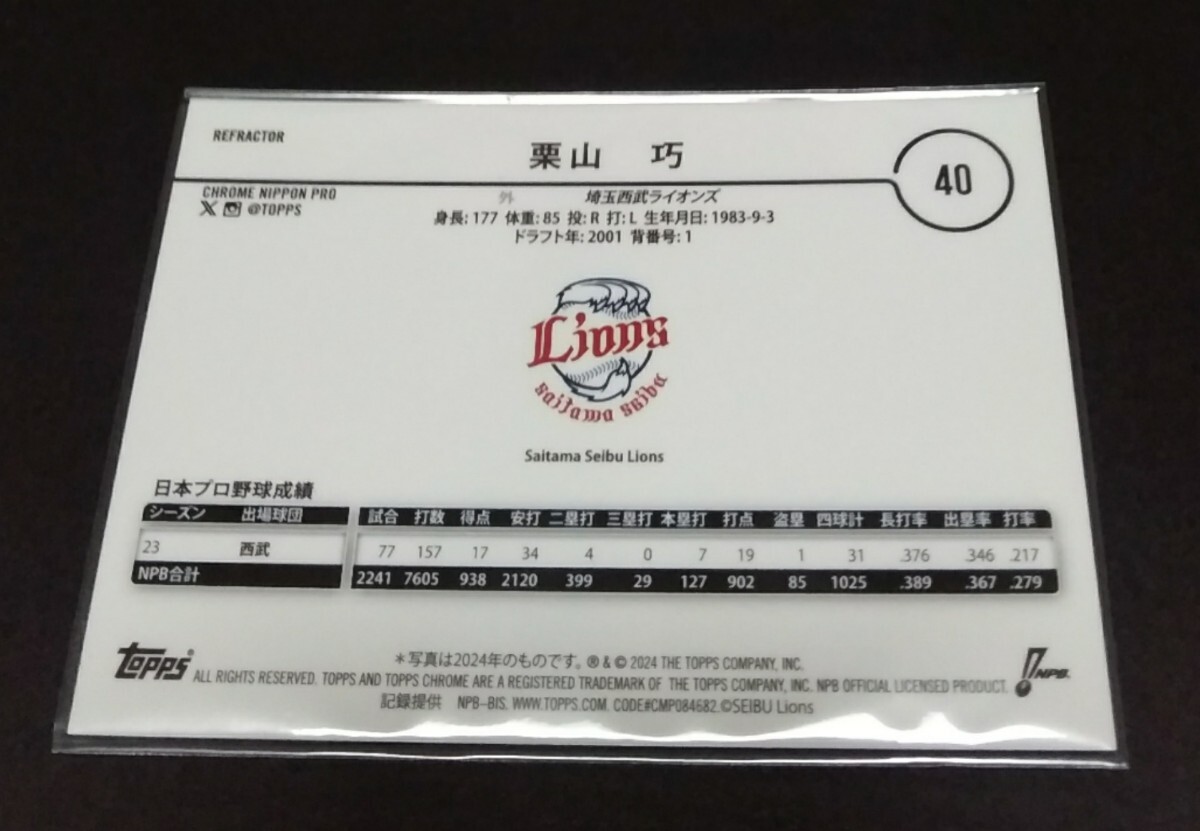 REFRACTOR
栗山 巧
40
CHROME NIPPON PRO
X @TOPPS
外 埼玉西武ライオンズ
身長: 177 体重: 85 投: R 打: L 生年月日: 1983-9-3
ドラフト年: 2001 背番号: 1
Lions
Saitama Seibu
Saitama Seibu Lions
日本プロ野球成績
シーズン 出場球団 試合 打数 得点 安打 二塁打 三塁打 本塁打 打点 盗塁 四球計 長打率 出塁率 打率
23 西武 77 157 17 34 4 0 7 19 1 31 .376 .346 .217
NPB合計 2241 7605 938 2120 399 29 127 902 85 1025 .389 .367 .279
topps®
*写真は2024年のものです。 ® & © 2024 THE TOPPS COMPANY, INC.
ALL RIGHTS RESERVED. TOPPS AND TOPPS CHROME ARE A REGISTERED TRADEMARK OF THE TOPPS COMPANY, INC. NPB OFFICIAL LICENSED PRODUCT.
NPB
記録提供 NPB-BIS. WWW.TOPPS.COM. CODE#CMP084682.©SEIBU Lions